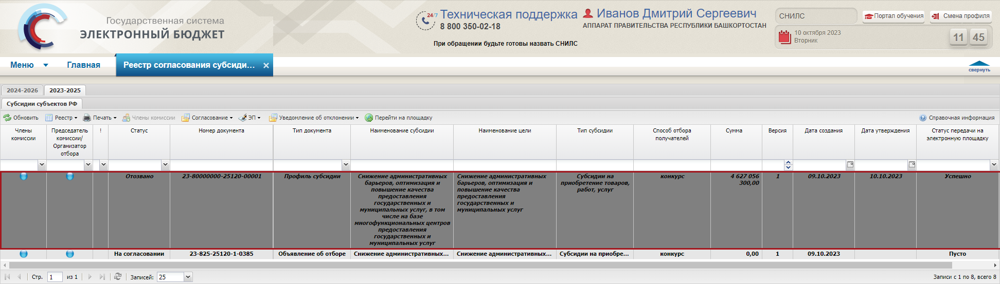 Государственная система
ЭЛЕКТРОННЫЙ БЮДЖЕТ
24/7
Техническая поддержка
8 800 350-02-18
При обращении будьте готовы назвать СНИЛС
Иванов Дмитрий Сергеевич
АППАРАТ ПРАВИТЕЛЬСТВА РЕСПУБЛИКИ БАШКОРТОСТАН
СНИЛС
Портал обучения
Смена профиля
10 октября 2023
Вторник
11 45
Меню
Главная
Реестр согласования субсиди...
свернуть
2024-2026
2023-2025
Субсидии субъектов РФ
Обновить
Реестр
Печать
Члены комиссии
Согласование
ЭП
Уведомление об отклонении
Перейти на площадку
Справочная информация
Члены
комиссии
Председатель
комиссии/
Организатор
отбора
!
Статус
Номер документа
Тип документа
Наименование субсидии
Наименование цели
Тип субсидии
Способ отбора
получателей
Сумма
Версия
Дата создания
Дата утверждения
Статус передачи на
электронную площадку
Отозвано
23-80000000-25120-00001
Профиль субсидии
Снижение административных
барьеров, оптимизация и
повышение качества
предоставления
государственных и
муниципальных услуг, в том
числе на базе
многофункциональных центров
предоставления
государственных и
муниципальных услуг
Снижение административных
барьеров, оптимизация и
повышение качества
предоставления
государственных и
муниципальных услуг
Субсидии на
приобретение товаров,
работ, услуг
конкурс
4 627 056
300,00
1
09.10.2023
10.10.2023
Успешно
На согласовании
23-825-25120-1-0385
Объявление об отборе
Снижение административных...
Снижение административных...
Субсидии на приобре...
конкурс
0,00
1
09.10.2023
Пусто
Стр.
1
из 1
Записей:
25
Записи с 1 по 8, всего 8